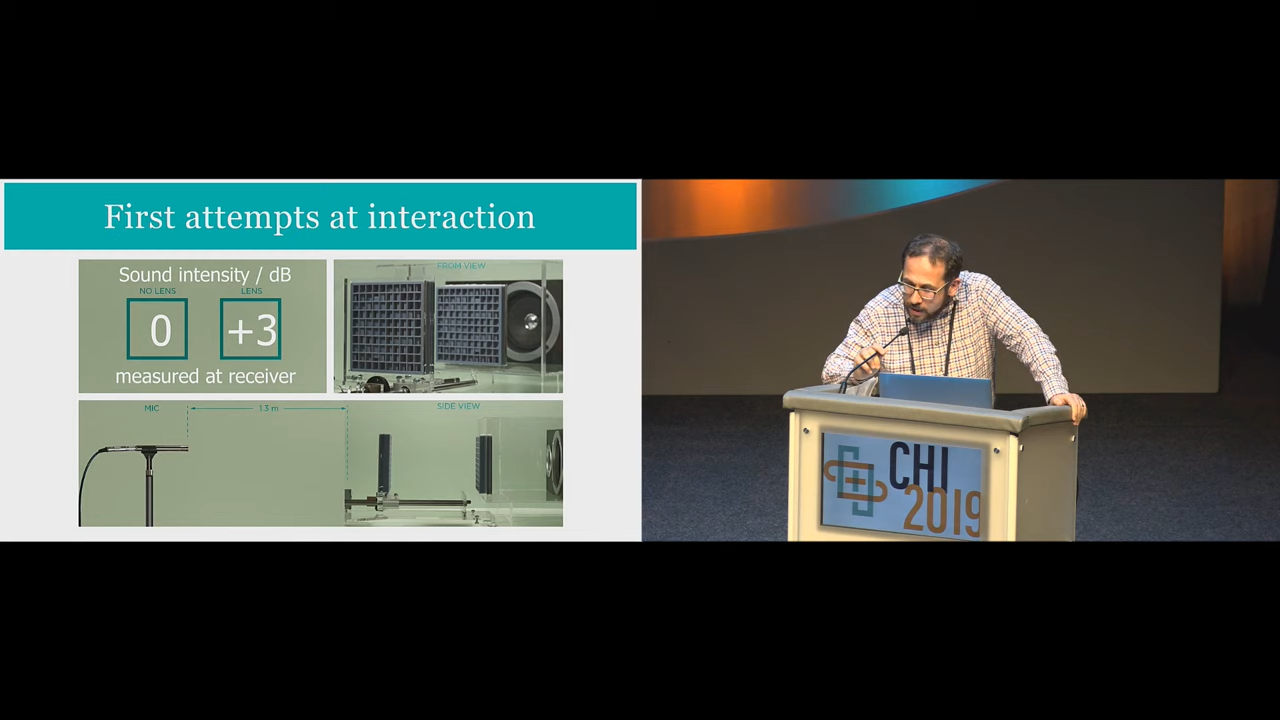 First attempts at interaction
Sound intensity / dB
NO LENS
LENS
0
+3
measured at receiver
FROM VIEW
MIC
1.3 m
SIDE VIEW
CHI
2019